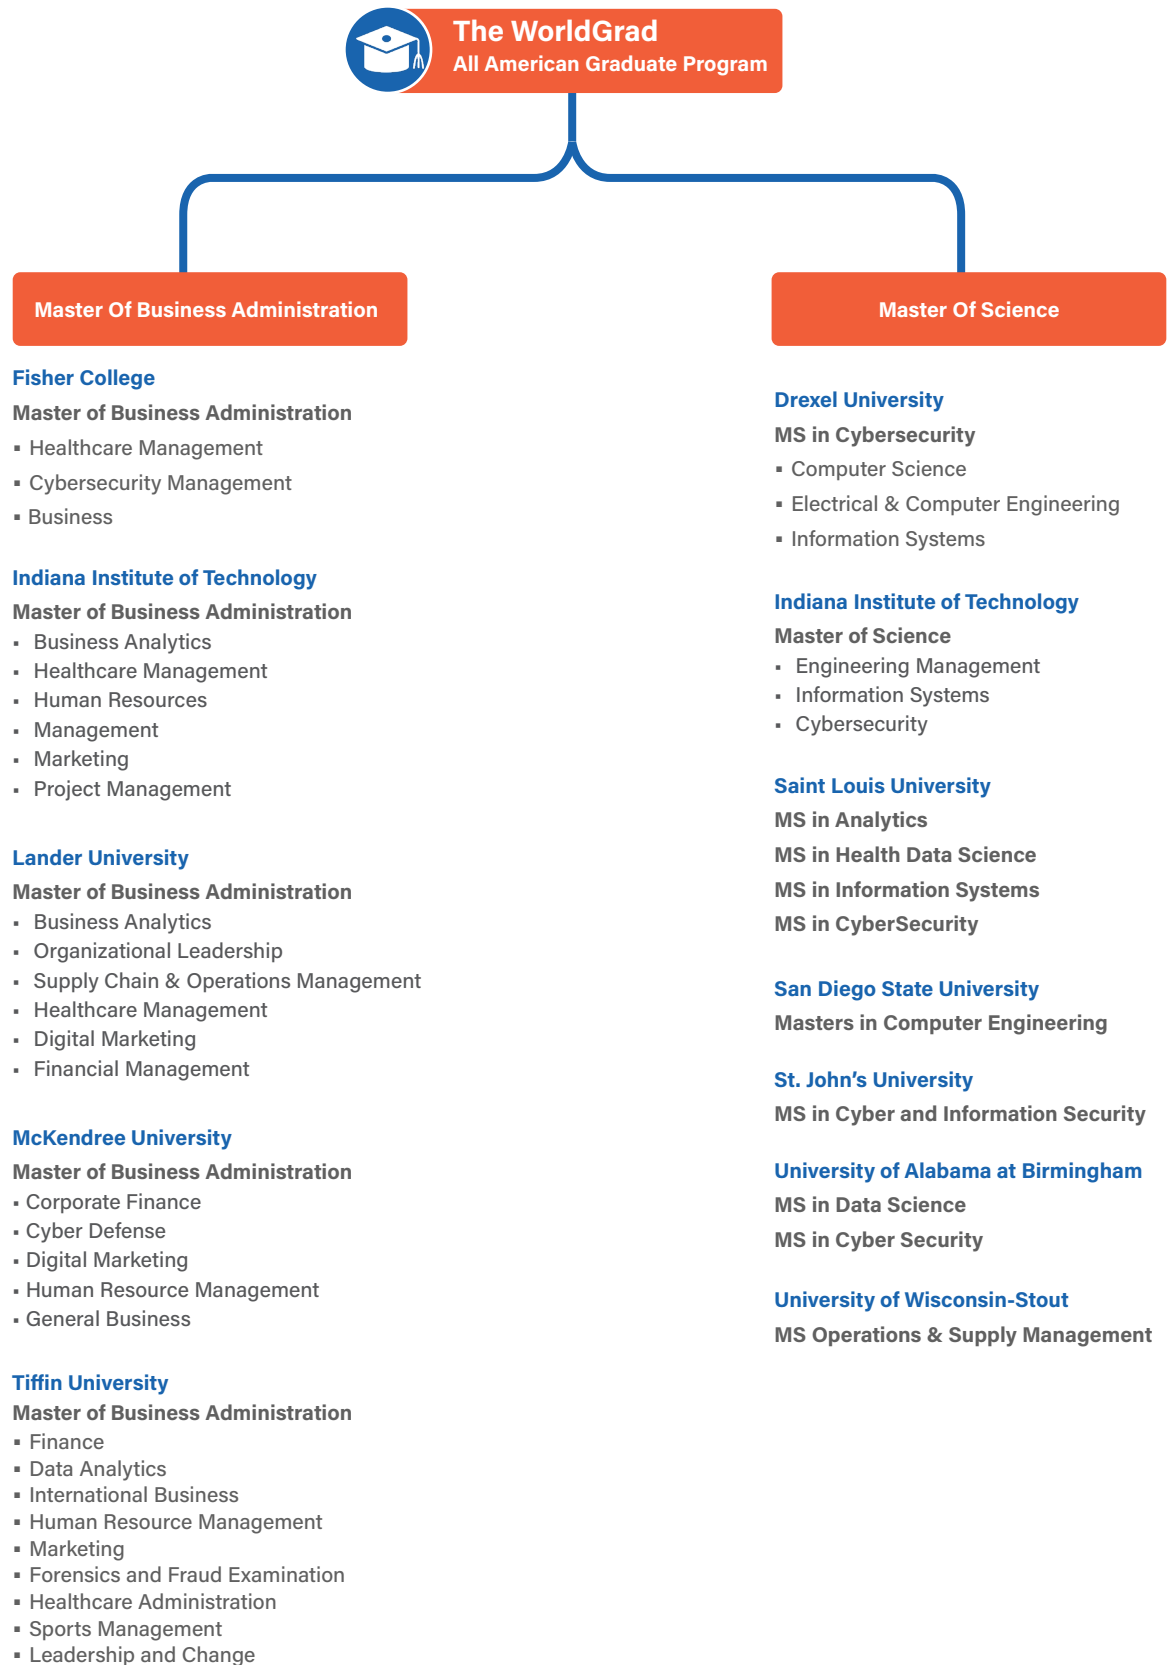 The WorldGrad
All American Graduate Program
Master Of Business Administration
Fisher College
Master of Business Administration
▪ Healthcare Management
▪ Cybersecurity Management
▪ Business
Indiana Institute of Technology
Master of Business Administration
▪ Business Analytics
▪ Healthcare Management
▪ Human Resources
▪ Management
▪ Marketing
▪ Project Management
Lander University
Master of Business Administration
▪ Business Analytics
▪ Organizational Leadership
▪ Supply Chain & Operations Management
▪ Healthcare Management
▪ Digital Marketing
▪ Financial Management
McKendree University
Master of Business Administration
▪ Corporate Finance
▪ Cyber Defense
▪ Digital Marketing
▪ Human Resource Management
▪ General Business
Tiffin University
Master of Business Administration
▪ Finance
▪ Data Analytics
▪ International Business
▪ Human Resource Management
▪ Marketing
▪ Forensics and Fraud Examination
▪ Healthcare Administration
▪ Sports Management
▪ Leadership and Change
Master Of Science
Drexel University
MS in Cybersecurity
▪ Computer Science
▪ Electrical & Computer Engineering
▪ Information Systems
Indiana Institute of Technology
Master of Science
▪ Engineering Management
▪ Information Systems
▪ Cybersecurity
Saint Louis University
MS in Analytics
MS in Health Data Science
MS in Information Systems
MS in CyberSecurity
San Diego State University
Masters in Computer Engineering
St. John’s University
MS in Cyber and Information Security
University of Alabama at Birmingham
MS in Data Science
MS in Cyber Security
University of Wisconsin-Stout
MS Operations & Supply Management